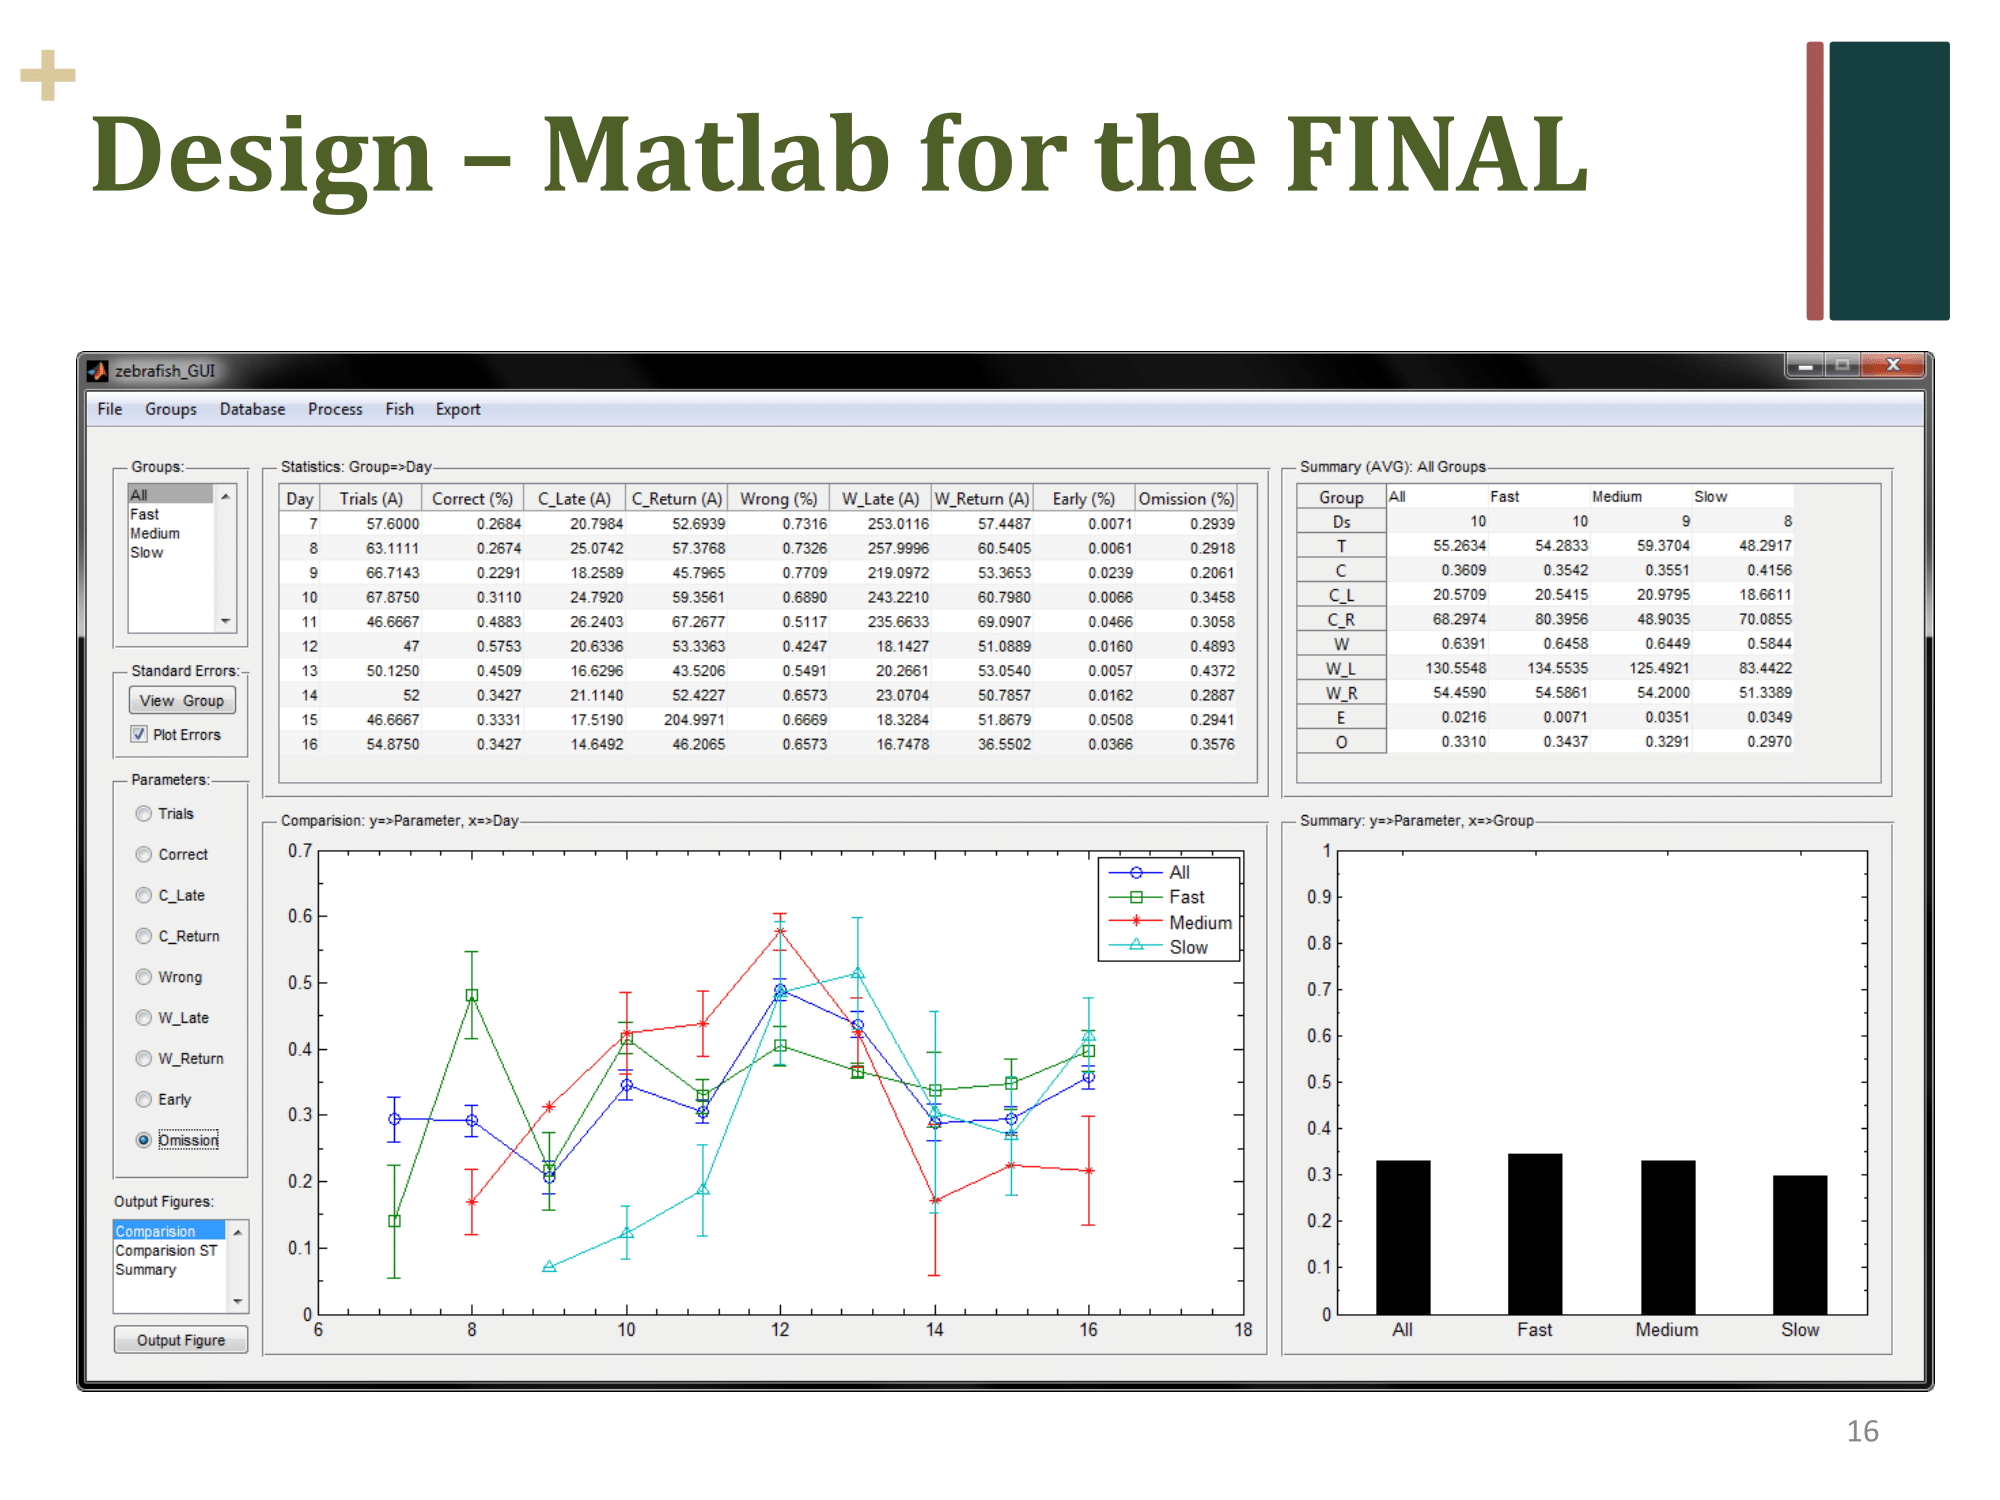 +
Design – Matlab for the FINAL
zebrafish_GUI
File Groups Database Process Fish Export
Groups:
All
Fast
Medium
Slow
Standard Errors:
View Group
Plot Errors
Parameters:
Trials
Correct
C_Late
C_Return
Wrong
W_Late
W_Return
Early
Omission
Output Figures:
Comparision
Comparision ST
Summary
Output Figure
Statistics: Group=>Day
Day Trials (A) Correct (%) C_Late (A) C_Return (A) Wrong (%) W_Late (A) W_Return (A) Early (%) Omission (%)
7 57.6000 0.2684 20.7984 52.6939 0.7316 253.0116 57.4487 0.0071 0.2939
8 63.1111 0.2674 25.0742 57.3768 0.7326 257.9996 60.5405 0.0061 0.2918
9 66.7143 0.2291 18.2589 45.7965 0.7709 219.0972 53.3653 0.0239 0.2061
10 67.8750 0.3110 24.7920 59.3561 0.6890 243.2210 60.7980 0.0066 0.3458
11 46.6667 0.4883 26.2403 67.2677 0.5117 235.6633 69.0907 0.0466 0.3058
12 47 0.5753 20.6336 53.3363 0.4247 18.1427 51.0889 0.0160 0.4893
13 50.1250 0.4509 16.6296 43.5206 0.5491 20.2661 53.0540 0.0057 0.4372
14 52 0.3427 21.1140 52.4227 0.6573 23.0704 50.7857 0.0162 0.2887
15 46.6667 0.3331 17.5190 204.9971 0.6669 18.3284 51.8679 0.0508 0.2941
16 54.8750 0.3427 14.6492 46.2065 0.6573 16.7478 36.5502 0.0366 0.3576
Summary (AVG): All Groups
Group All Fast Medium Slow
Ds 10 10 9 8
T 55.2634 54.2833 59.3704 48.2917
C 0.3609 0.3542 0.3551 0.4156
C_L 20.5709 20.5415 20.9795 18.6611
C_R 68.2974 80.3956 48.9035 70.0855
W 0.6391 0.6458 0.6449 0.5844
W_L 130.5548 134.5535 125.4921 83.4422
W_R 54.4590 54.5861 54.2000 51.3389
E 0.0216 0.0071 0.0351 0.0349
O 0.3310 0.3437 0.3291 0.2970
Comparision: y=>Parameter, x=>Day
0.7
0.6
0.5
0.4
0.3
0.2
0.1
0
6 8 10 12 14 16 18
All
Fast
Medium
Slow
Summary: y=>Parameter, x=>Group
1
0.9
0.8
0.7
0.6
0.5
0.4
0.3
0.2
0.1
0
All Fast Medium Slow
16